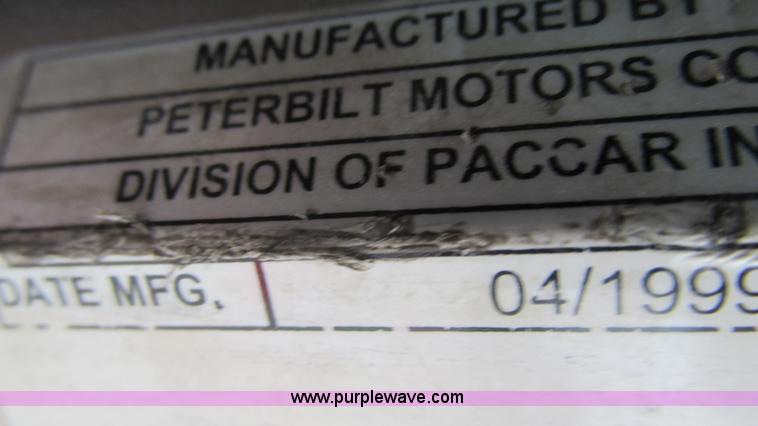 MANUFACTURED BY
PETERBILT MOTORS CO
DIVISION OF PACCAR IN
DATE MFG. 04/1999
www.purplewave.com